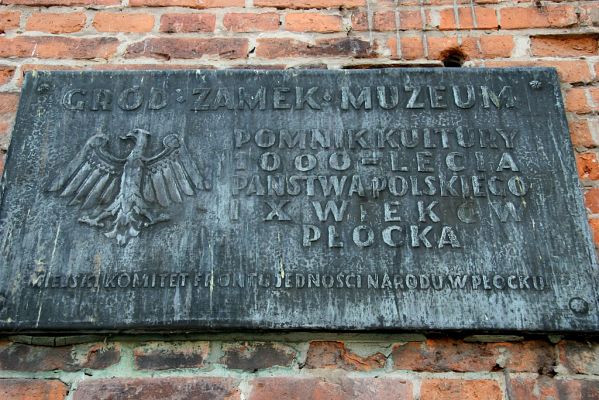 GRÓD · ZAMEK · MUZEUM
POMNIK KULTURY
1000-LECIA
PAŃSTWA POLSKIEGO
I X WIEKÓW
PŁOCKA
MIEJSKI KOMITET FRONTU JEDNOŚCI NARODU W PŁOCKU